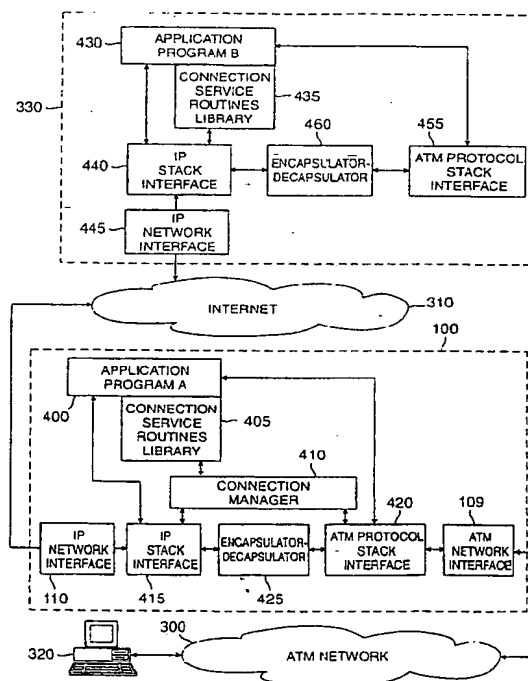 430
APPLICATION
PROGRAM B
CONNECTION
SERVICE
ROUTINES
LIBRARY
435
330
460
455
440
IP
STACK
INTERFACE
ENCAPSULATOR-
DECAPSULATOR
ATM PROTOCOL
STACK
INTERFACE
445
IP
NETWORK
INTERFACE
INTERNET
310
100
APPLICATION
PROGRAM A
400
CONNECTION
SERVICE
ROUTINES
LIBRARY
405
410
CONNECTION
MANAGER
420
109
IP
NETWORK
INTERFACE
IP
STACK
INTERFACE
ENCAPSULATOR-
DECAPSULATOR
ATM PROTOCOL
STACK
INTERFACE
ATM
NETWORK
INTERFACE
110
415
425
300
320
ATM NETWORK